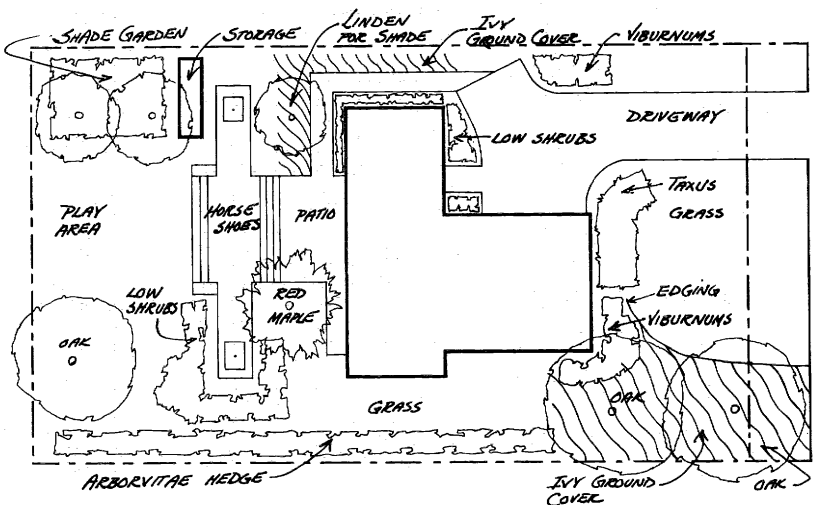 SHADE GARDEN
STORAGE
LINDEN
FOR SHADE
IVY
GROUND COVER
VIBURNUMS
DRIVEWAY
LOW SHRUBS
TAXUS
GRASS
PLAY
AREA
HORSE
SHOES
PATIO
LOW
SHRUBS
RED
MAPLE
EDGING
VIBURNUMS
OAK
OAK
GRASS
ARBORVITAE HEDGE
IVY GROUND
COVER
OAK